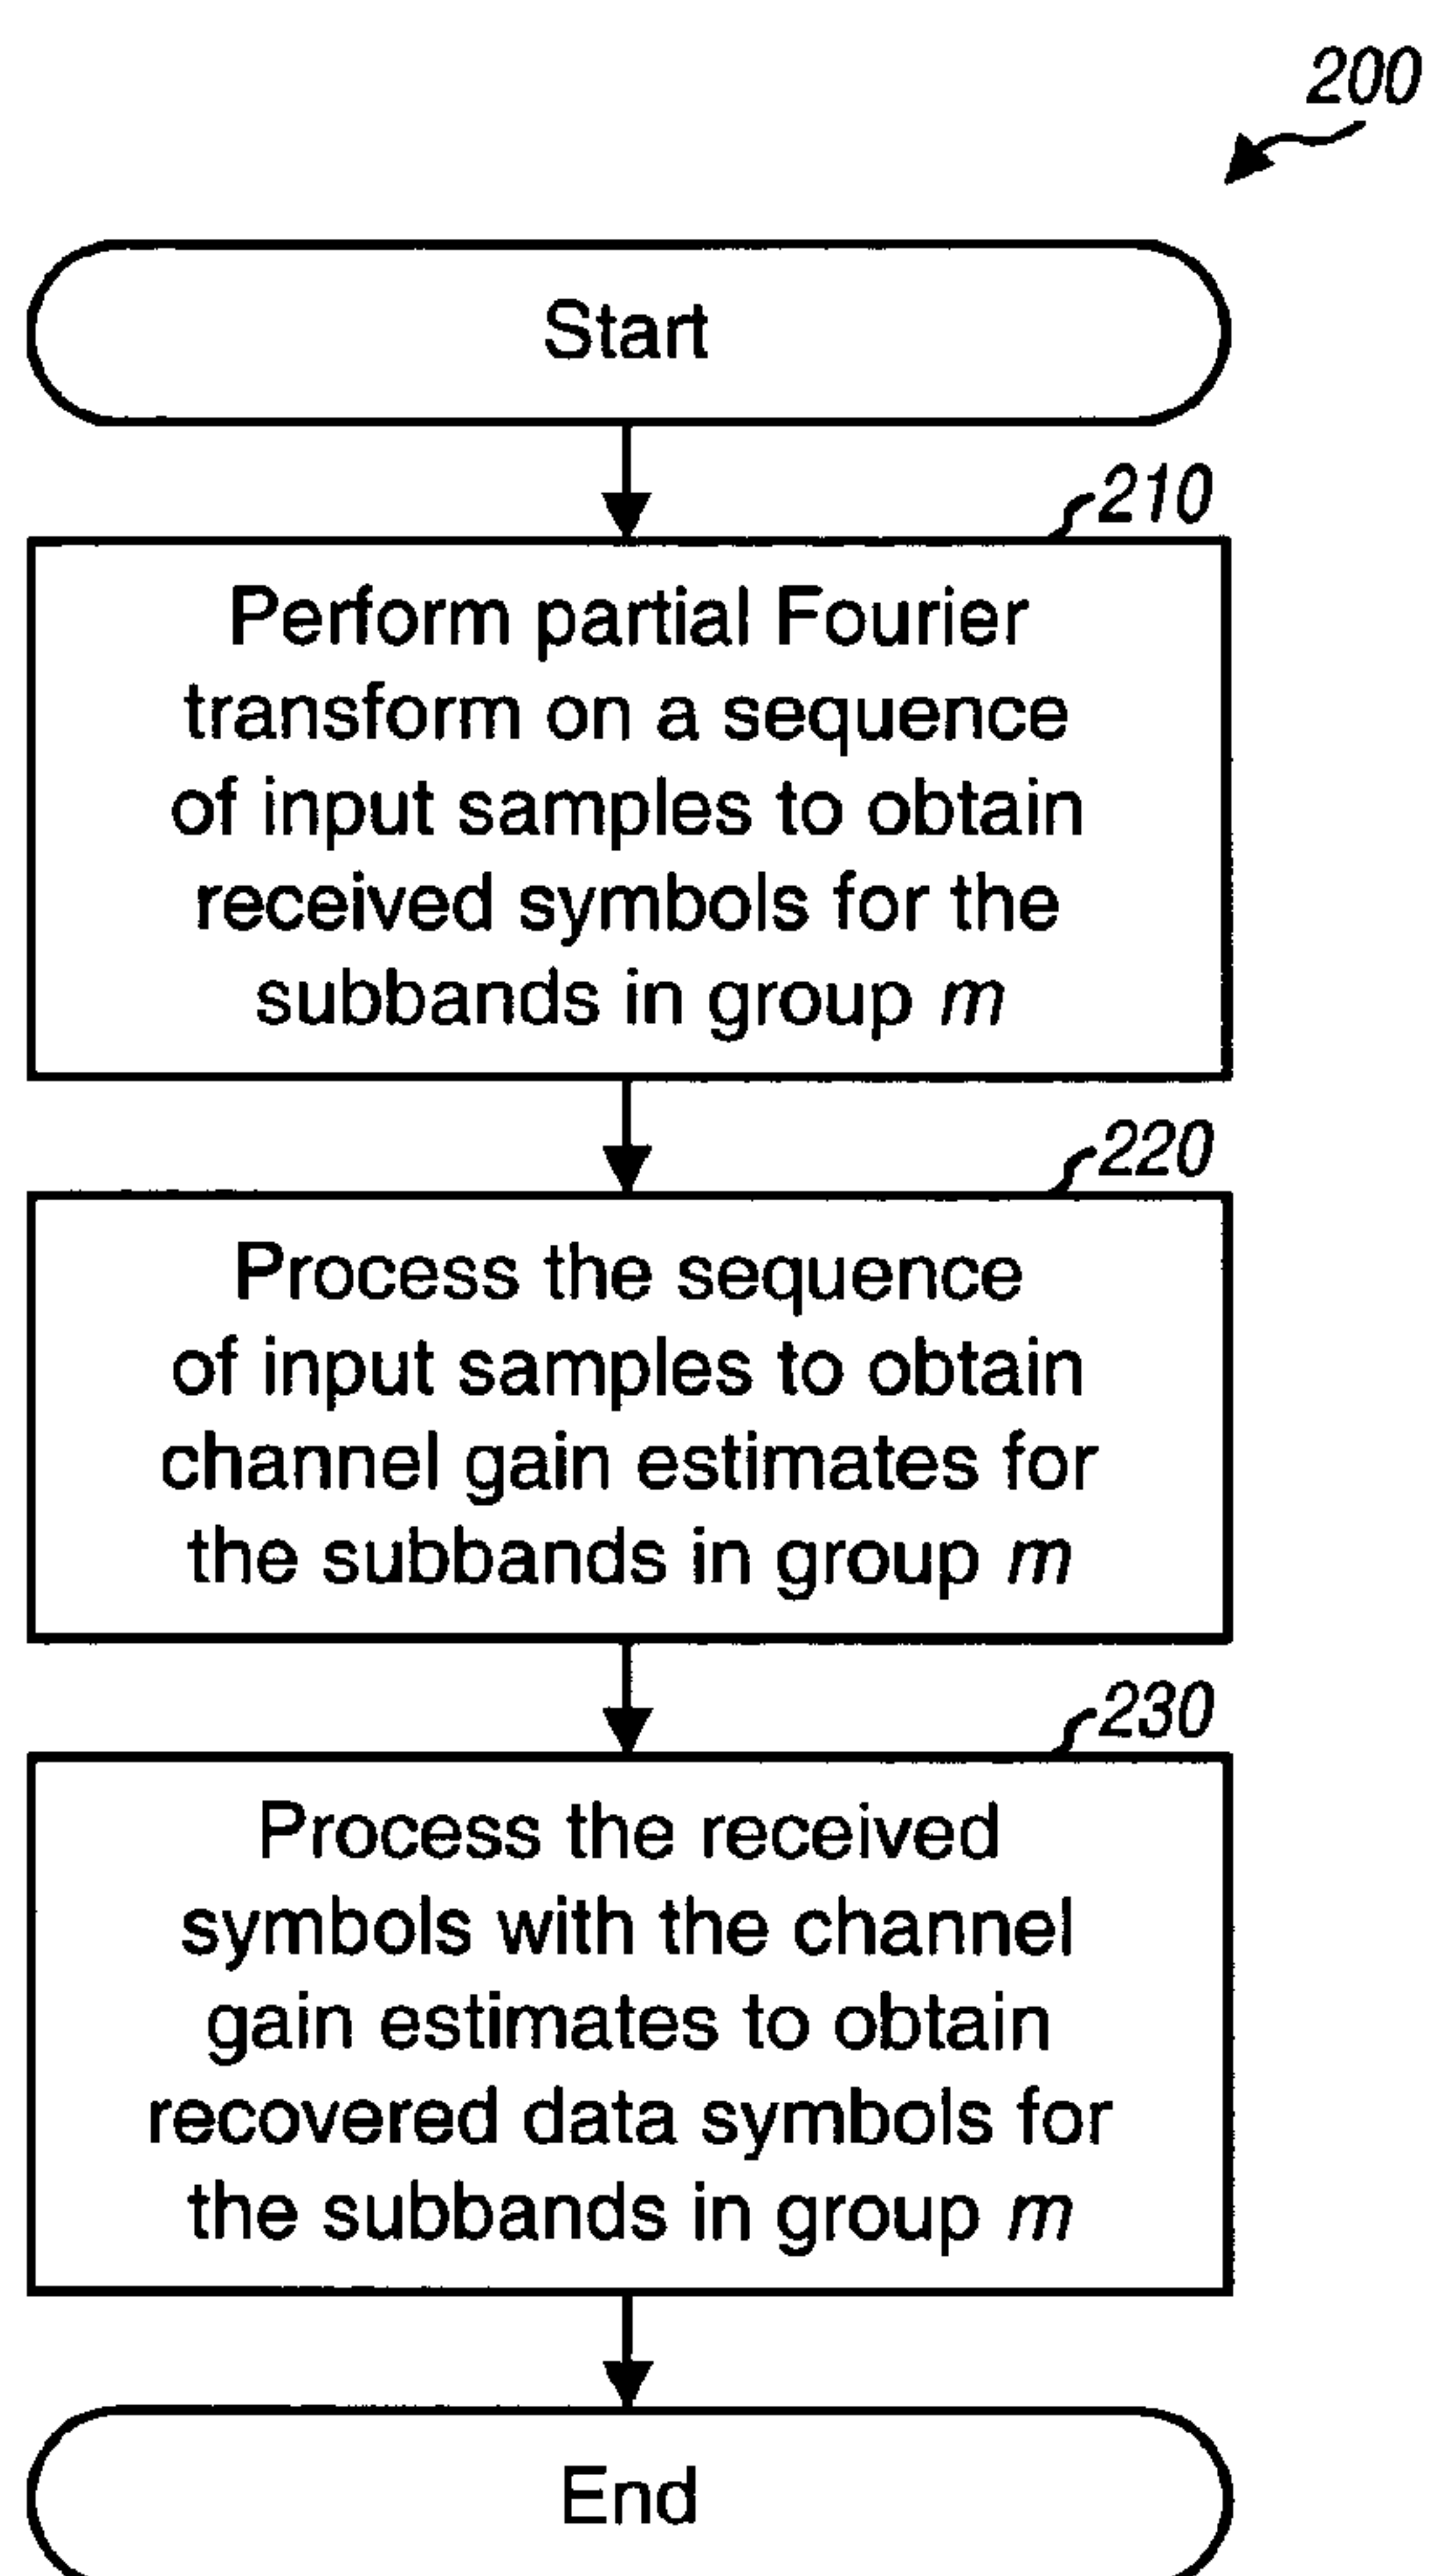 200
Start
210
Perform partial Fourier
transform on a sequence
of input samples to obtain
received symbols for the
subbands in group m
220
Process the sequence
of input samples to obtain
channel gain estimates for
the subbands in group m
230
Process the received
symbols with the channel
gain estimates to obtain
recovered data symbols for
the subbands in group m
End